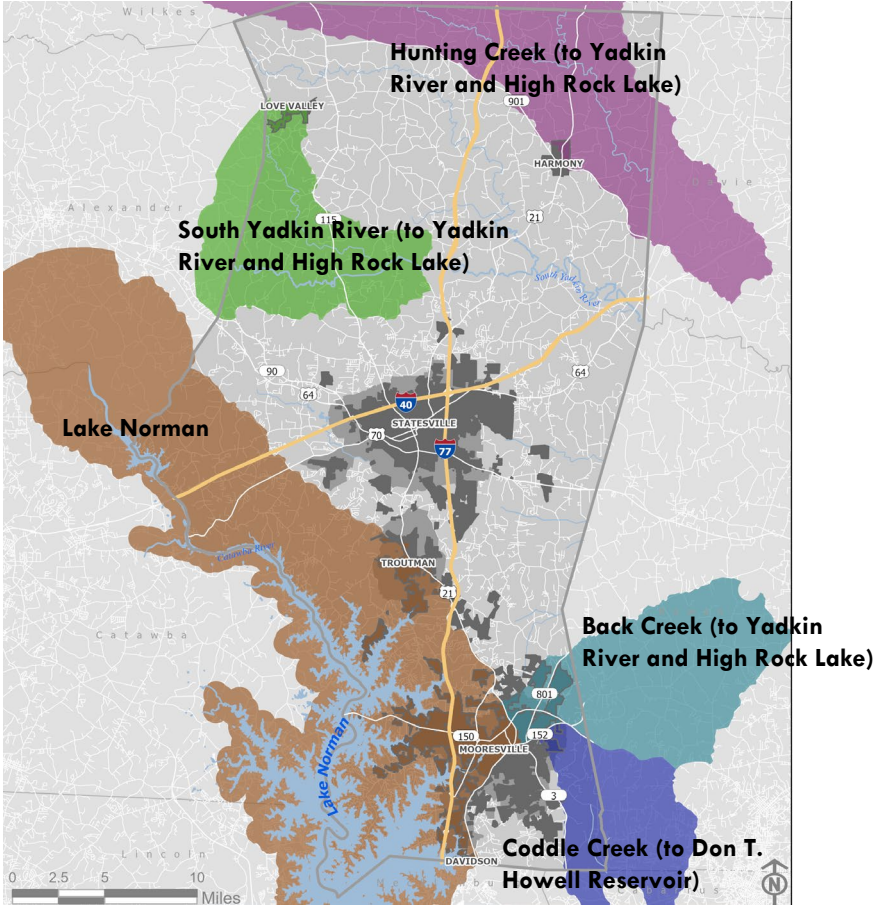 Wilkes
Hunting Creek (to Yadkin
River and High Rock Lake)
LOVE VALLEY
901
HARMONY
Davie
Alexander
115
21
South Yadkin River (to Yadkin
River and High Rock Lake)
South Yadkin
River
90
64
64
40
STATESVILLE
Lake Norman
70
77
Catawba River
TROUTMAN
21
Catawba
Back Creek (to Yadkin
River and High Rock Lake)
801
150
152
MOORESVILLE
Lake Norman
3
Lincoln
DAVIDSON
Coddle Creek (to Don T.
Howell Reservoir)
0 2.5 5 10
Miles
N